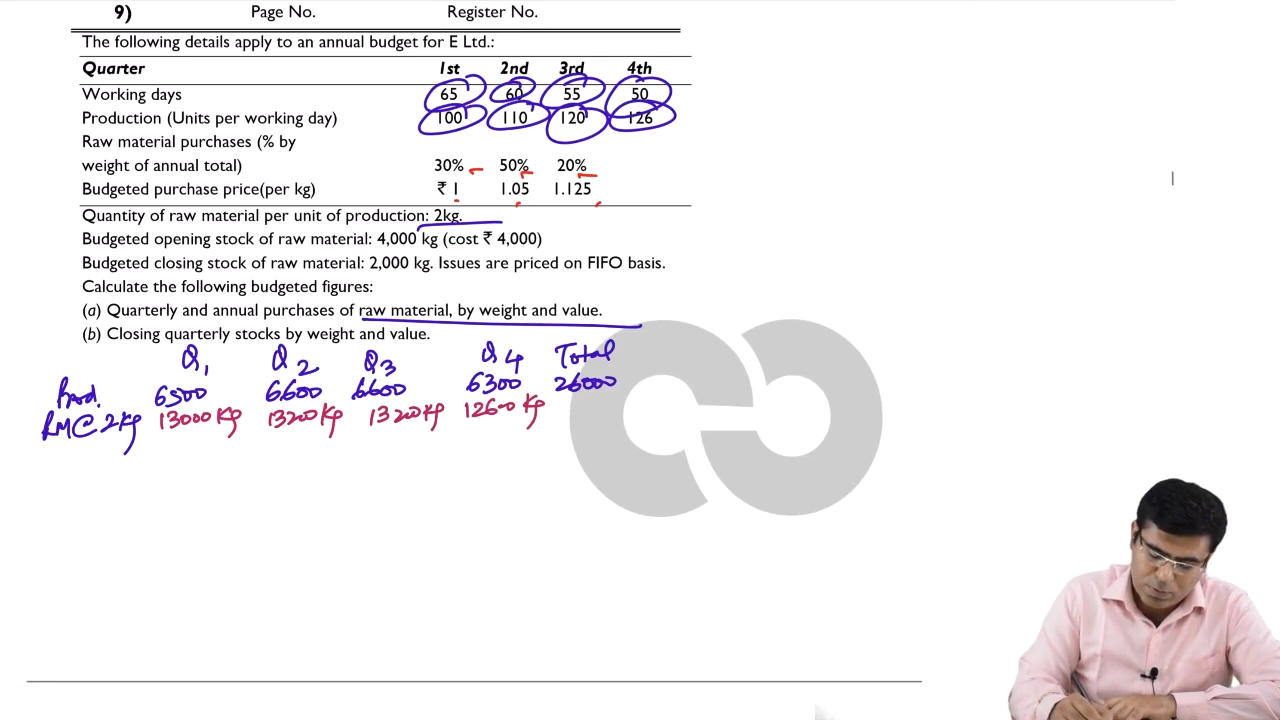 9) Page No. Register No.
The following details apply to an annual budget for E Ltd.:
Quarter 1st 2nd 3rd 4th
Working days 65 60 55 50
Production (Units per working day) 100 110 120 126
Raw material purchases (% by
weight of annual total) 30% 50% 20%
Budgeted purchase price(per kg) ₹ 1 1.05 1.125
Quantity of raw material per unit of production: 2kg.
Budgeted opening stock of raw material: 4,000 kg (cost ₹ 4,000)
Budgeted closing stock of raw material: 2,000 kg. Issues are priced on FIFO basis.
Calculate the following budgeted figures:
(a) Quarterly and annual purchases of raw material, by weight and value.
(b) Closing quarterly stocks by weight and value.
Q1 Q2 Q3 Q4 Total
Prod. 6500 6600 6600 6300 26000
RM@2Kg 13000 Kg 13200 Kg 13200 Kg 12600 Kg